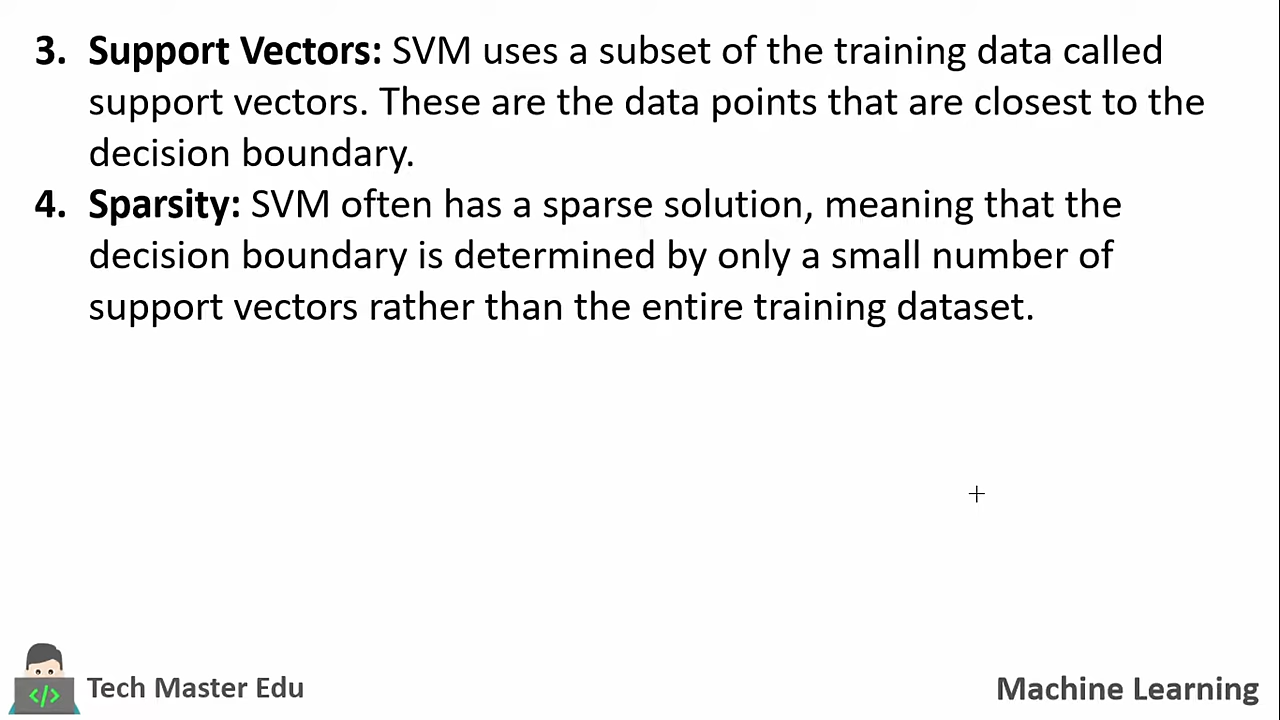 3. Support Vectors: SVM uses a subset of the training data called
support vectors. These are the data points that are closest to the
decision boundary.
4. Sparsity: SVM often has a sparse solution, meaning that the
decision boundary is determined by only a small number of
support vectors rather than the entire training dataset.
</>
Tech Master Edu
Machine Learning